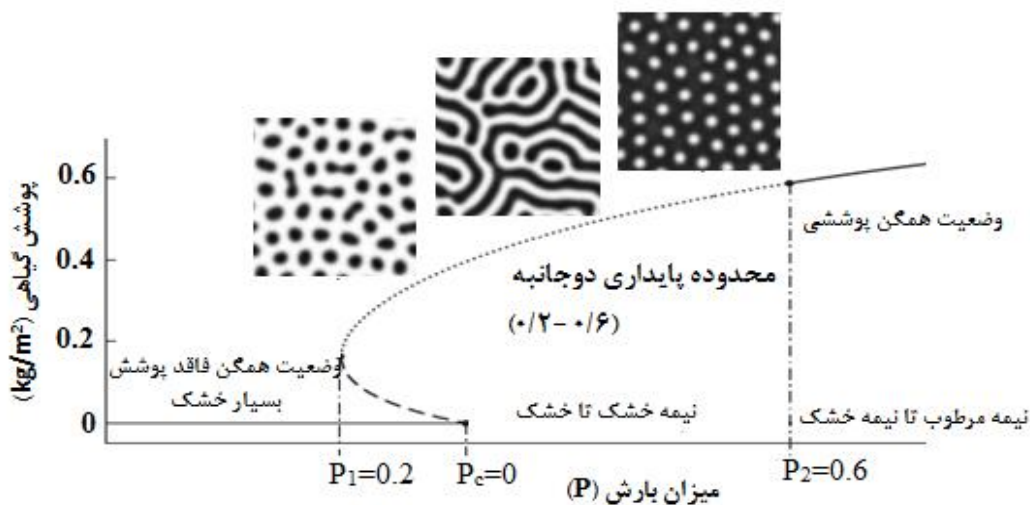 پوشش گیاهی (kg/m²)
0.6
0.4
0.2
0
وضعیت همگن پوششی
محدوده پایداری دوجانبه
(۰/۲-۰/۶)
وضعیت همگن فاقد پوشش
بسیار خشک
نیمه خشک تا خشک
نیمه مرطوب تا نیمه خشک
P₁=0.2
P_c=0
P₂=0.6
میزان بارش (P)